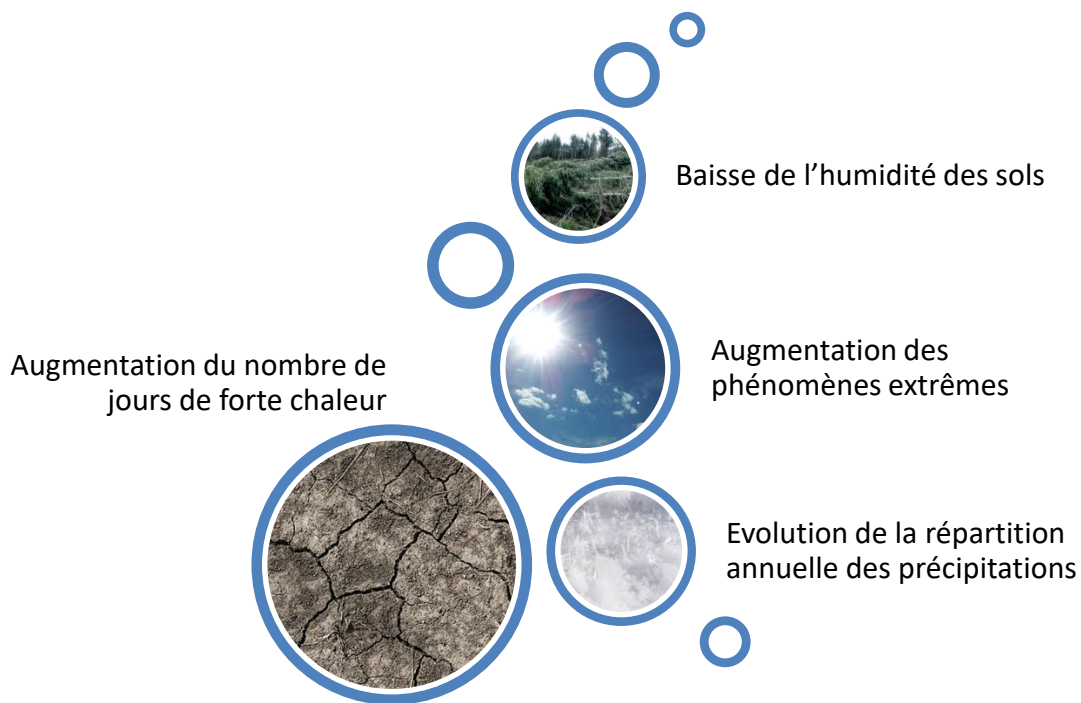 Baisse de l’humidité des sols
Augmentation du nombre de
jours de forte chaleur
Augmentation des
phénomènes extrêmes
Evolution de la répartition
annuelle des précipitations